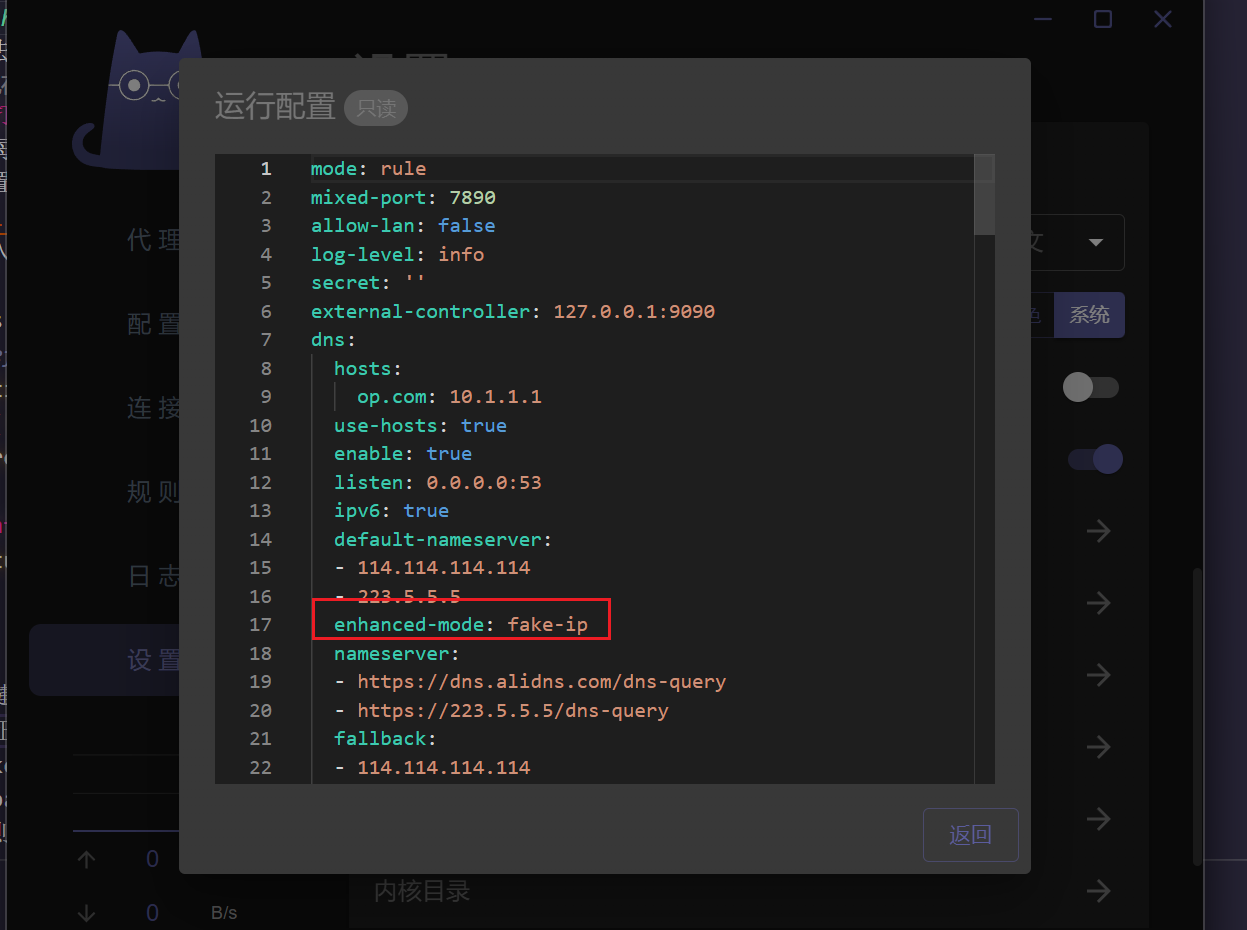 运行配置 只读
1 mode: rule
2 mixed-port: 7890
3 allow-lan: false
4 log-level: info
5 secret: ''
6 external-controller: 127.0.0.1:9090
7 dns:
8 hosts:
9 op.com: 10.1.1.1
10 use-hosts: true
11 enable: true
12 listen: 0.0.0.0:53
13 ipv6: true
14 default-nameserver:
15 - 114.114.114.114
16 - 223.5.5.5
17 enhanced-mode: fake-ip
18 nameserver:
19 - https://dns.alidns.com/dns-query
20 - https://223.5.5.5/dns-query
21 fallback:
22 - 114.114.114.114
返回
代 理
配 置
连 接
规 则
日 志
设 置
文
色 系统
0
0 B/s
内核目录